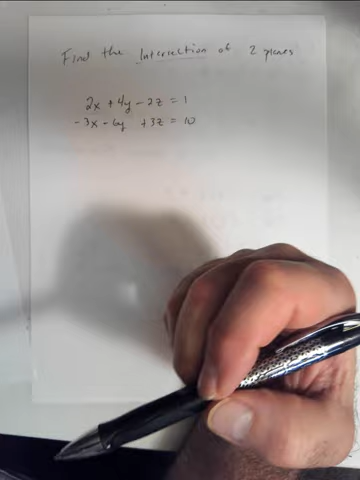 Find the Intersection of 2 planes
2x + 4y - 2z = 1
-3x - 6y + 3z = 10